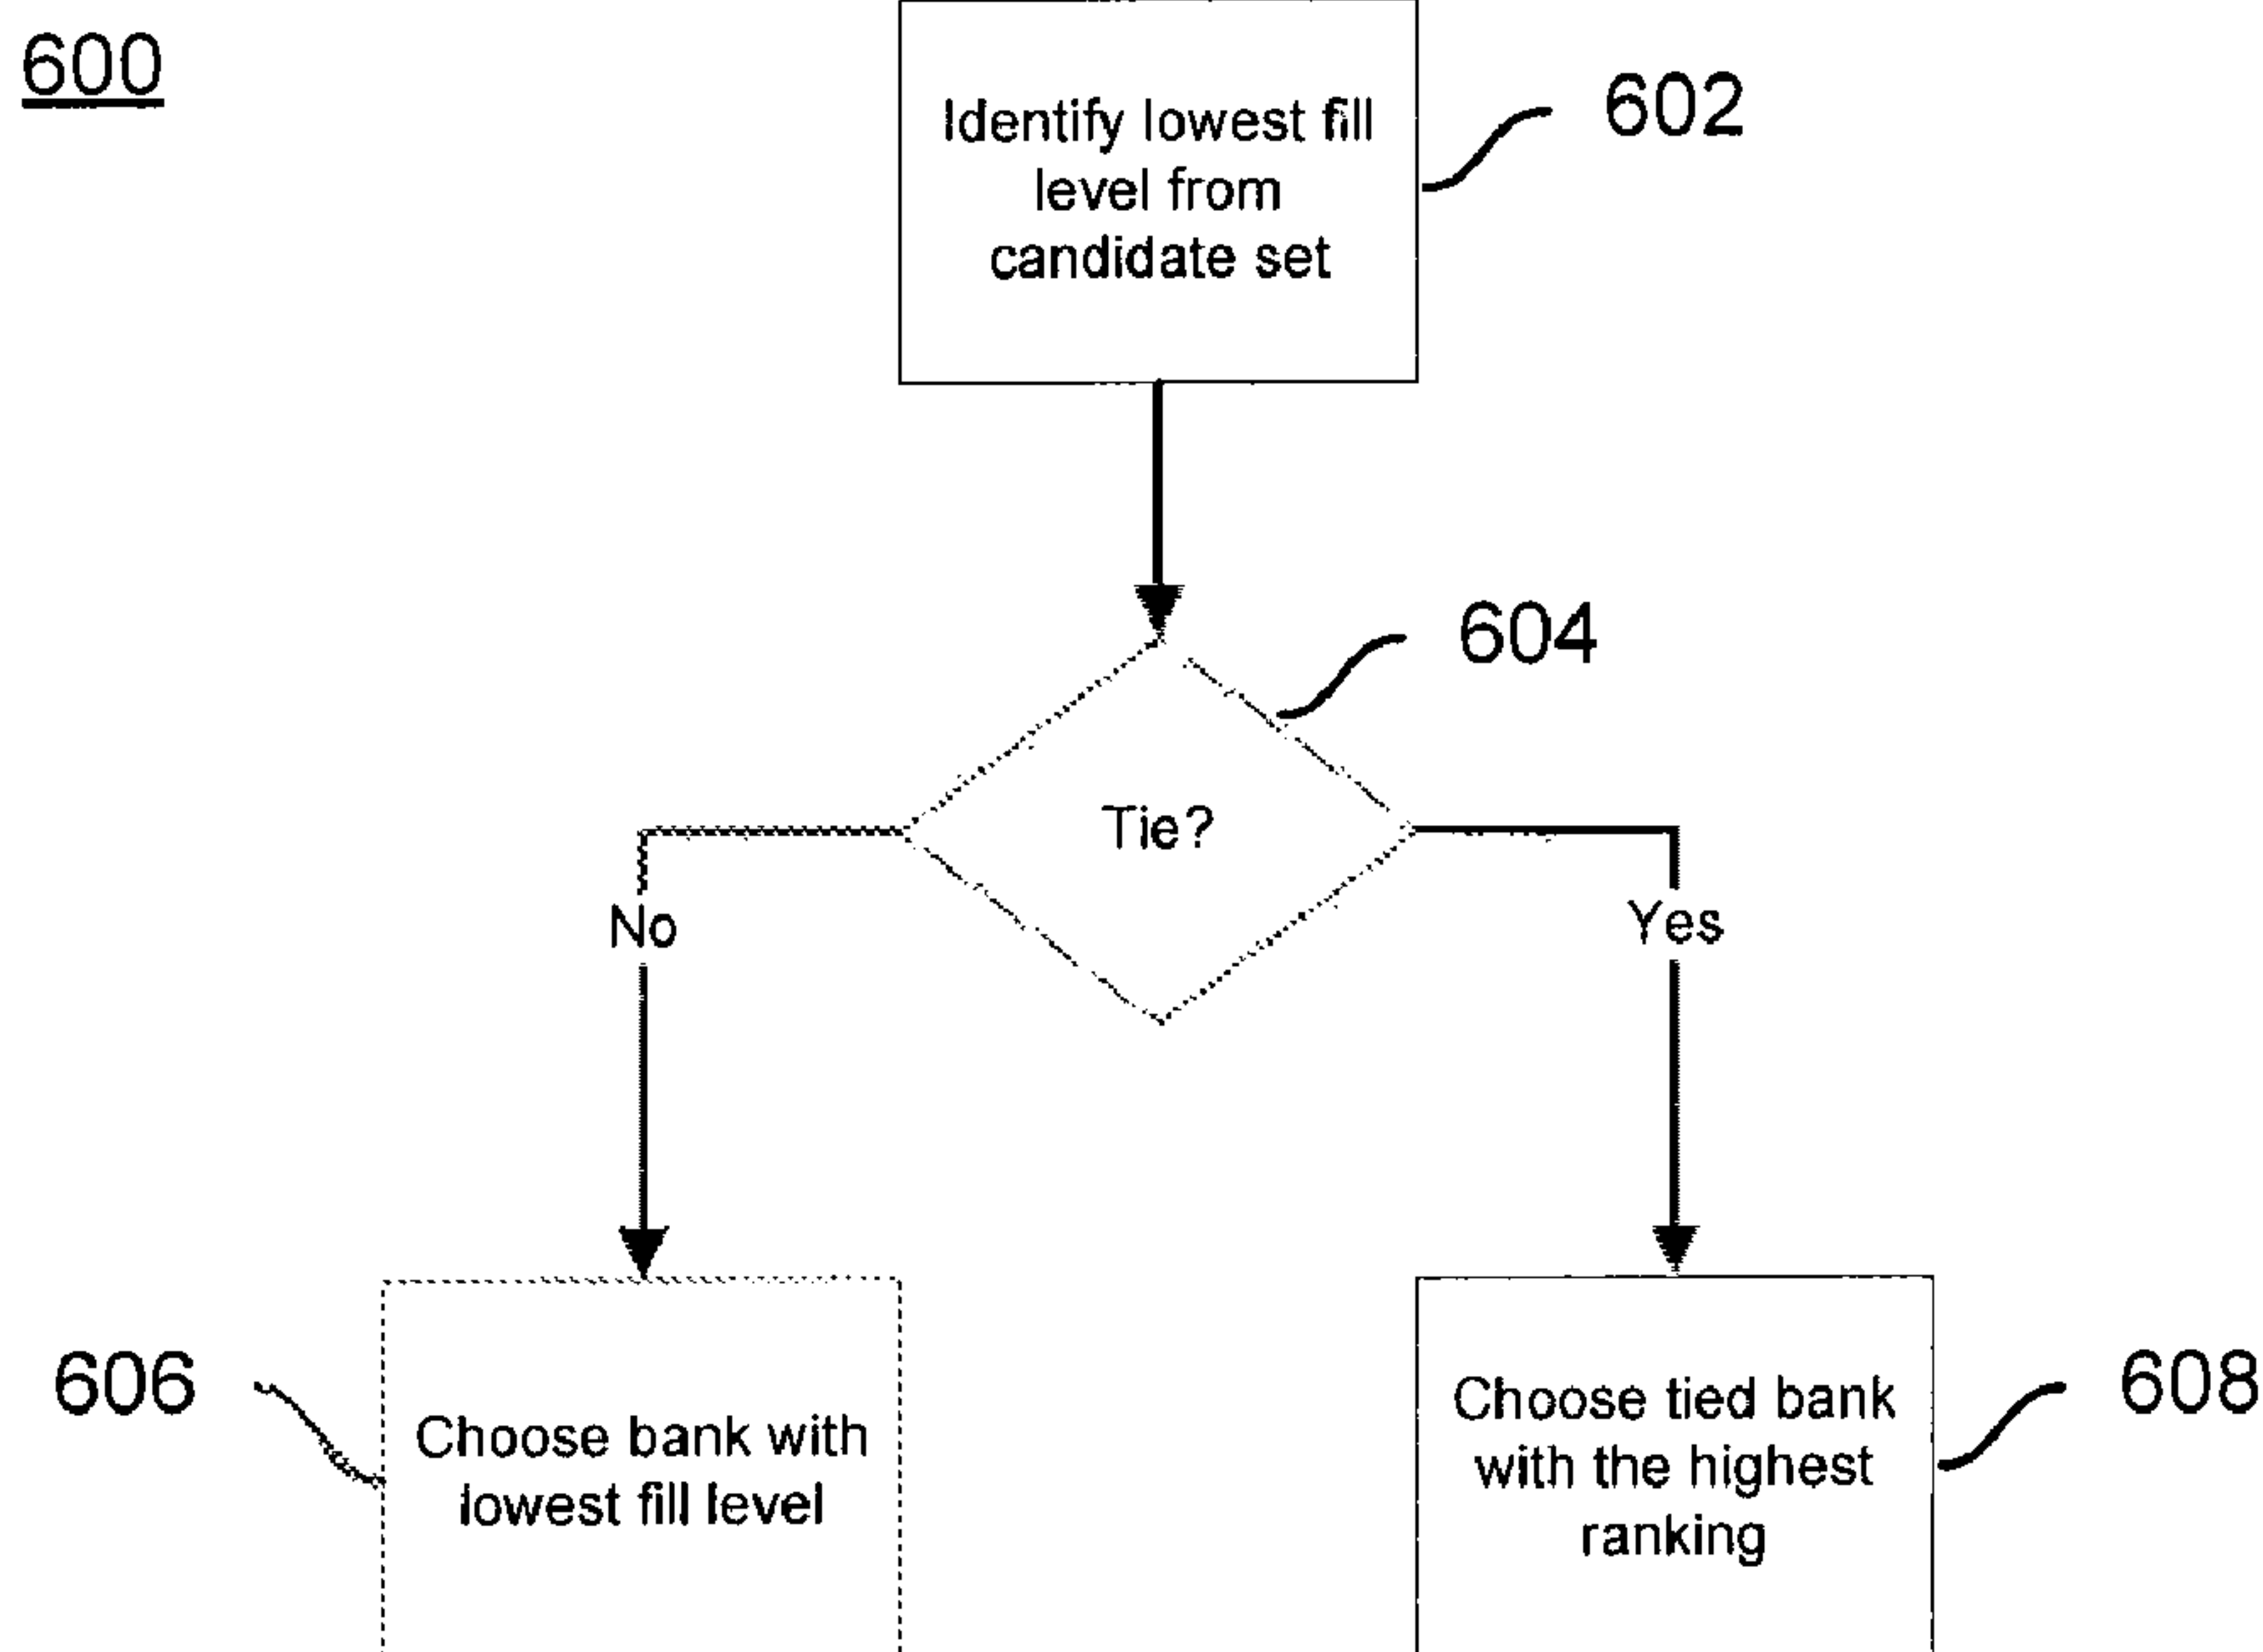 600
Identify lowest fill
level from
candidate set
602
604
Tie?
No
Yes
606
Choose bank with
lowest fill level
Choose tied bank
with the highest
ranking
608